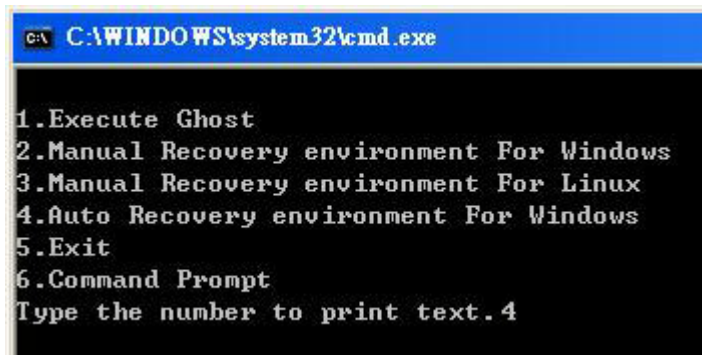 C:\WINDOWS\system32\cmd.exe
1.Execute Ghost
2.Manual Recovery environment For Windows
3.Manual Recovery environment For Linux
4.Auto Recovery environment For Windows
5.Exit
6.Command Prompt
Type the number to print text.4